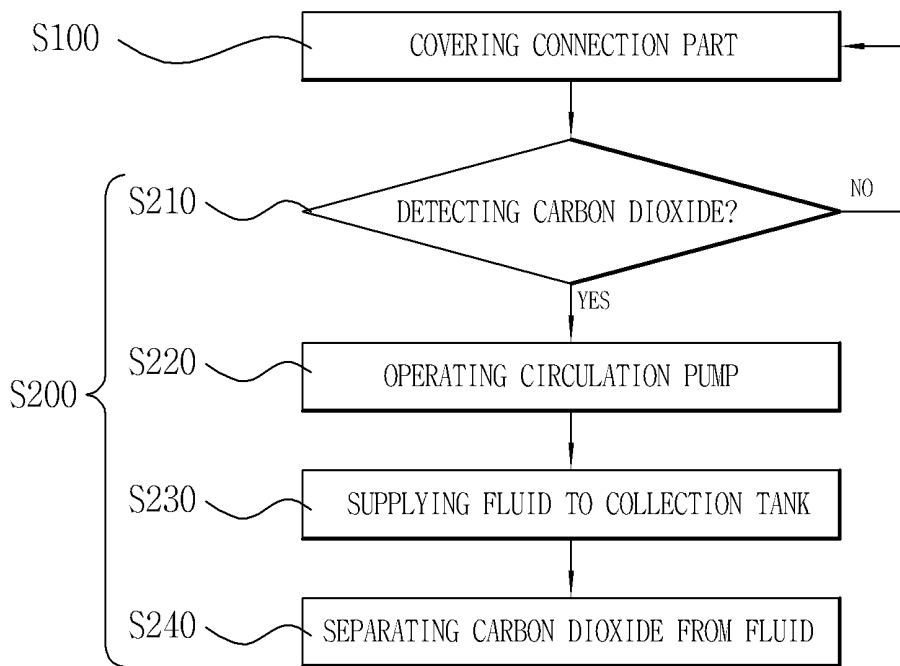 S100
COVERING CONNECTION PART
S210
DETECTING CARBON DIOXIDE?
NO
YES
S220
OPERATING CIRCULATION PUMP
S200
S230
SUPPLYING FLUID TO COLLECTION TANK
S240
SEPARATING CARBON DIOXIDE FROM FLUID